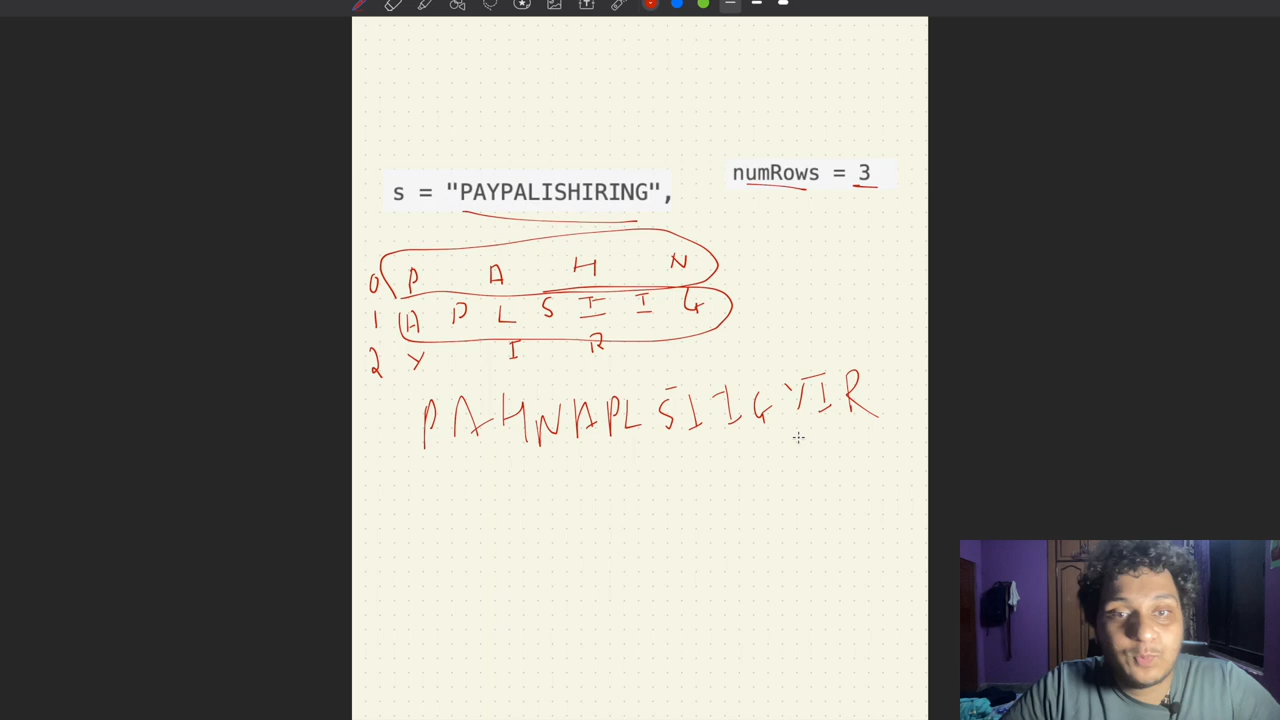 numRows = 3
s = "PAYPALISHIRING",
0 P A H N
1 A P L S I I G
2 Y I R
PAHNAPLSIIGYIR